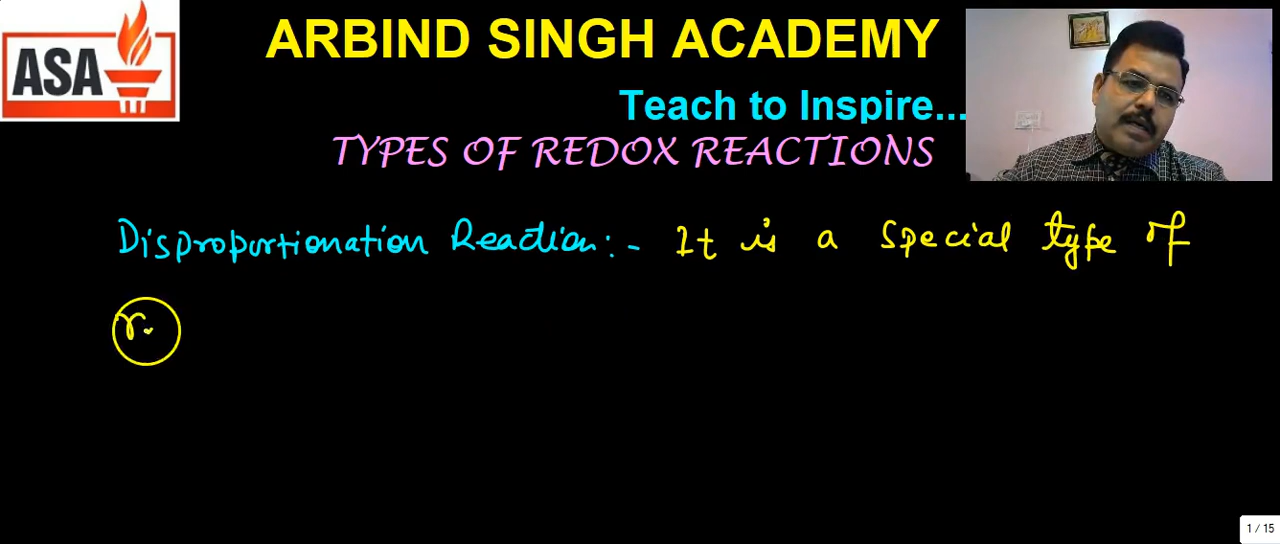 ASA
ARBIND SINGH ACADEMY
Teach to Inspire...
TYPES OF REDOX REACTIONS
Disproportionation Reaction:- It is a special type of
r
1 / 15